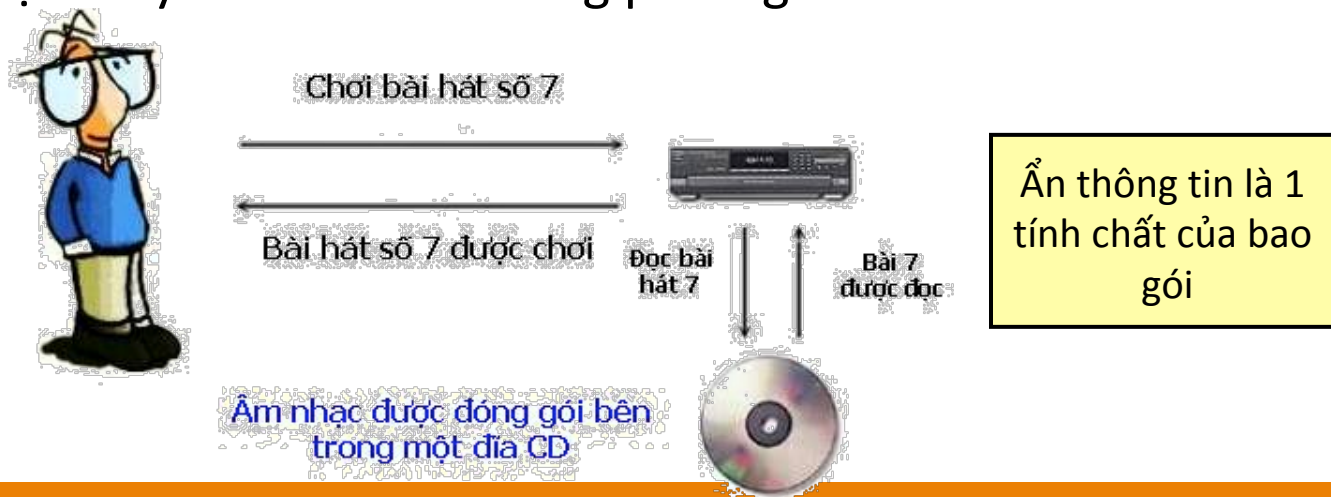 Chơi bài hát số 7
Bài hát số 7 được chơi
Đọc bài
hát 7
Bài 7
được đọc
Ẩn thông tin là 1
tính chất của bao
gói
Âm nhạc được đóng gói bên
trong một đĩa CD